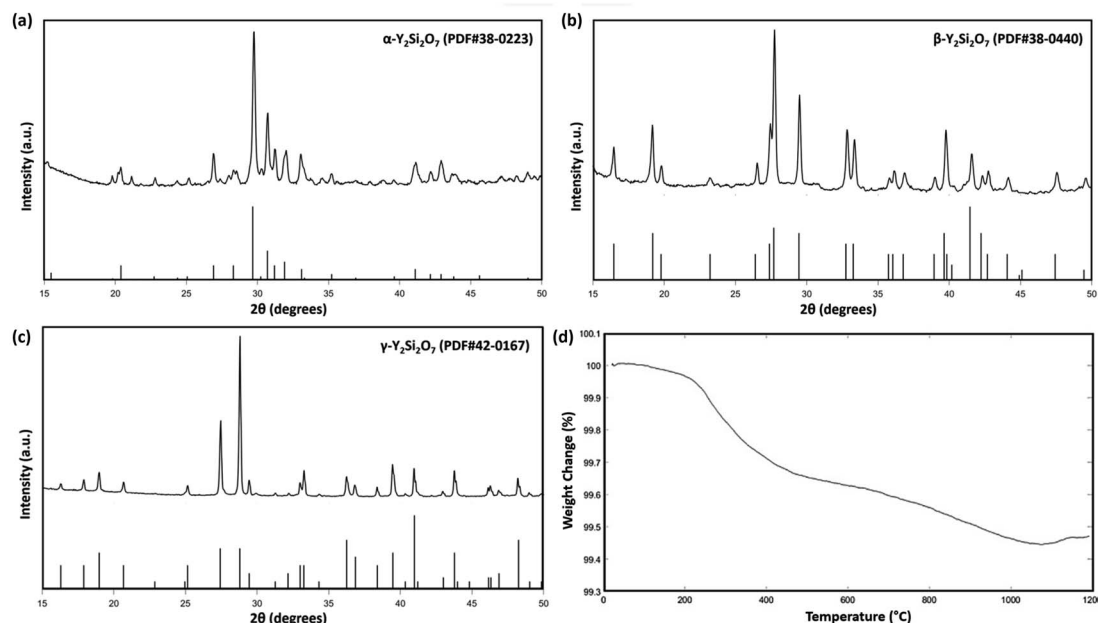 (a)
α-Y₂Si₂O₇ (PDF#38-0223)
Intensity (a.u.)
15 20 25 30 35 40 45 50
2θ (degrees)
(b)
β-Y₂Si₂O₇ (PDF#38-0440)
Intensity (a.u.)
15 20 25 30 35 40 45 50
2θ (degrees)
(c)
γ-Y₂Si₂O₇ (PDF#42-0167)
Intensity (a.u.)
15 20 25 30 35 40 45 50
2θ (degrees)
(d)
Weight Change (%)
100.1
100
99.9
99.8
99.7
99.6
99.5
99.4
99.3
0 200 400 600 800 1000 1200
Temperature (°C)